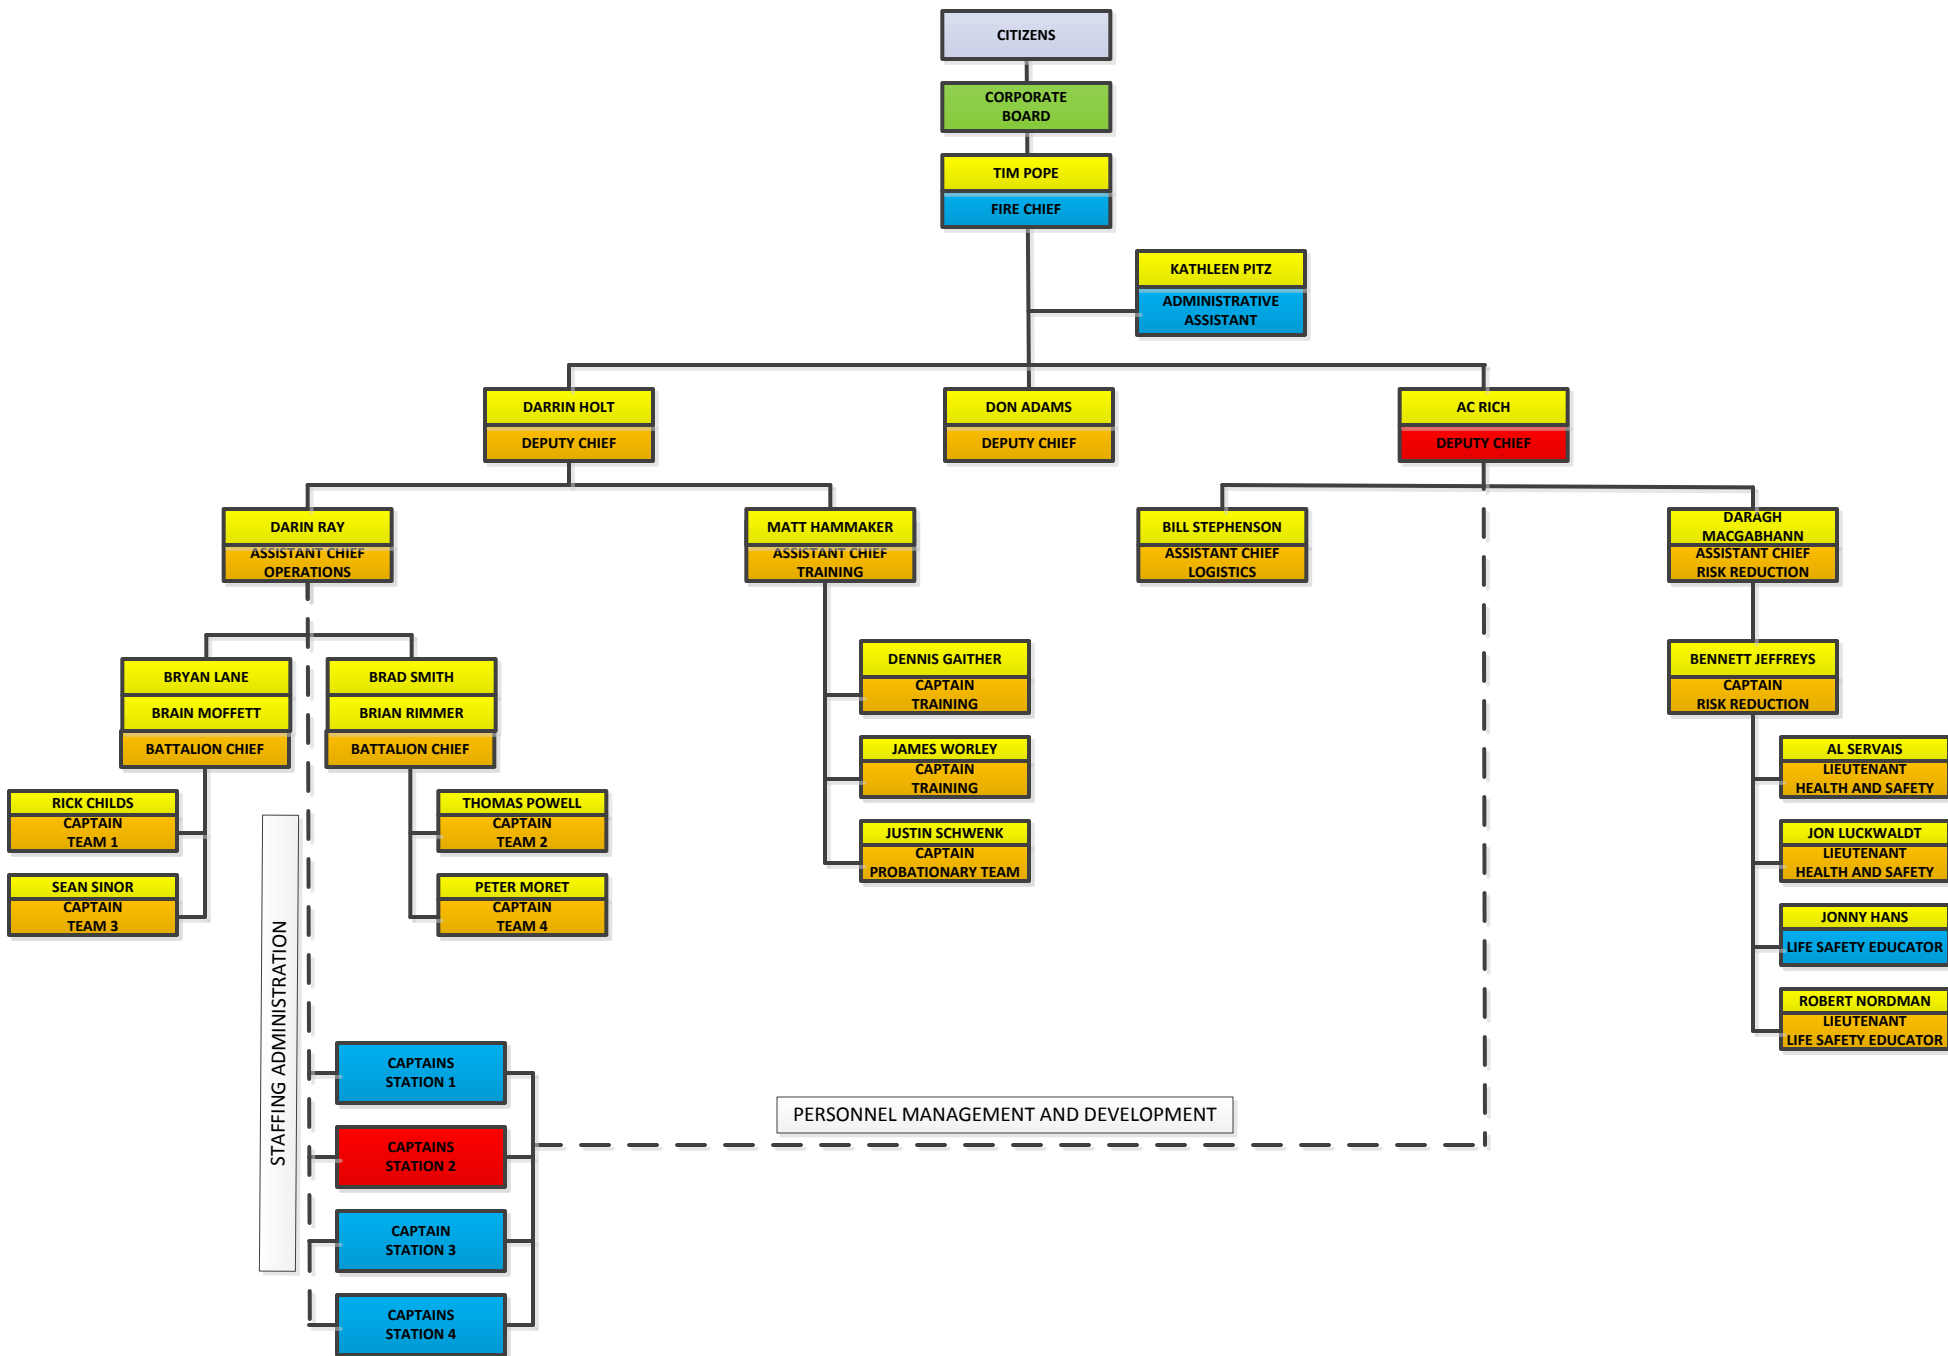 CITIZENS
CORPORATE
BOARD
TIM POPE
FIRE CHIEF
KATHLEEN PITZ
ADMINISTRATIVE
ASSISTANT
DARRIN HOLT
DEPUTY CHIEF
DON ADAMS
DEPUTY CHIEF
AC RICH
DEPUTY CHIEF
DARIN RAY
ASSISTANT CHIEF
OPERATIONS
MATT HAMMAKER
ASSISTANT CHIEF
TRAINING
BILL STEPHENSON
ASSISTANT CHIEF
LOGISTICS
DARAGH
MACGABHANN
ASSISTANT CHIEF
RISK REDUCTION
BRYAN LANE
BRAIN MOFFETT
BATTALION CHIEF
BRAD SMITH
BRIAN RIMMER
BATTALION CHIEF
RICK CHILDS
CAPTAIN
TEAM 1
SEAN SINOR
CAPTAIN
TEAM 3
THOMAS POWELL
CAPTAIN
TEAM 2
PETER MORET
CAPTAIN
TEAM 4
DENNIS GAITHER
CAPTAIN
TRAINING
JAMES WORLEY
CAPTAIN
TRAINING
JUSTIN SCHWENK
CAPTAIN
PROBATIONARY TEAM
BENNETT JEFFREYS
CAPTAIN
RISK REDUCTION
AL SERVAIS
LIEUTENANT
HEALTH AND SAFETY
JON LUCKWALDT
LIEUTENANT
HEALTH AND SAFETY
JONNY HANS
LIFE SAFETY EDUCATOR
ROBERT NORDMAN
LIEUTENANT
LIFE SAFETY EDUCATOR
STAFFING ADMINISTRATION
CAPTAINS
STATION 1
CAPTAINS
STATION 2
CAPTAIN
STATION 3
CAPTAINS
STATION 4
PERSONNEL MANAGEMENT AND DEVELOPMENT